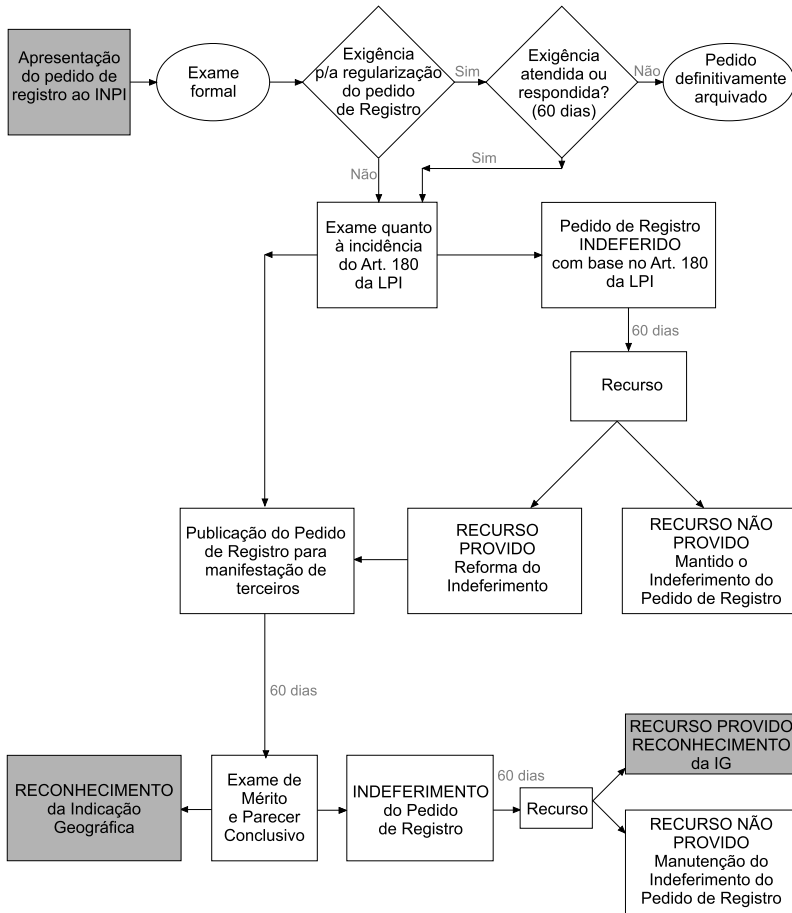 Apresentação
do pedido de
registro ao INPI
Exame
formal
Exigência
p/a regularização
do pedido
de Registro
Sim
Exigência
atendida ou
respondida?
(60 dias)
Não
Pedido
definitivamente
arquivado
Sim
Não
Exame quanto
à incidência
do Art. 180
da LPI
Pedido de Registro
INDEFERIDO
com base no Art. 180
da LPI
60 dias
Recurso
Publicação do Pedido
de Registro para
manifestação de
terceiros
RECURSO
PROVIDO
Reforma do
Indeferimento
RECURSO NÃO
PROVIDO
Mantido o
Indeferimento do
Pedido de Registro
60 dias
RECONHECIMENTO
da Indicação
Geográfica
Exame de
Mérito
e Parecer
Conclusivo
INDEFERIMENTO
do Pedido
de Registro
60 dias
Recurso
RECURSO PROVIDO
RECONHECIMENTO
da IG
RECURSO NÃO
PROVIDO
Manutenção do
Indeferimento do
Pedido de Registro